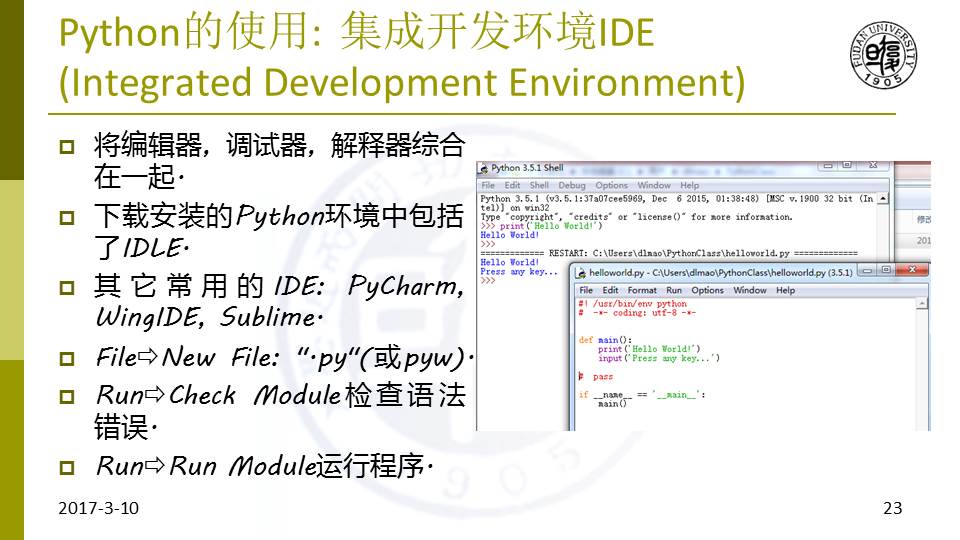 Python的使用: 集成开发环境IDE
(Integrated Development Environment)
FUDAN UNIVERSITY
1905
将编辑器，调试器，解释器综合
在一起.
下载安装的Python环境中包括
了IDLE.
其它常用的IDE: PyCharm,
WingIDE, Sublime.
File⇨New File: “.py“(或pyw).
Run⇨Check Module检查语法
错误.
Run⇨Run Module运行程序.
Python 3.5.1 Shell
File Edit Shell Debug Options Window Help
Python 3.5.1 (v3.5.1:37a07cee5969, Dec  6 2015, 01:38:48) [MSC v.1900 32 bit (In
tel)] on win32
Type "copyright", "credits" or "license()" for more information.
>>> print('Hello World!')
Hello World!
>>>
============= RESTART: C:\Users\dlmao\PythonClass\helloworld.py =============
Hello World!
Press any key...
>>>
修改
201
helloworld.py - C:\Users\dlmao\PythonClass\helloworld.py (3.5.1)
File Edit Format Run Options Window Help
#! /usr/bin/env python
# -*- coding: utf-8 -*-
def main():
print('Hello World!')
input('Press any key...')
# pass
if __name__ == '__main__':
main()
2017-3-10
23